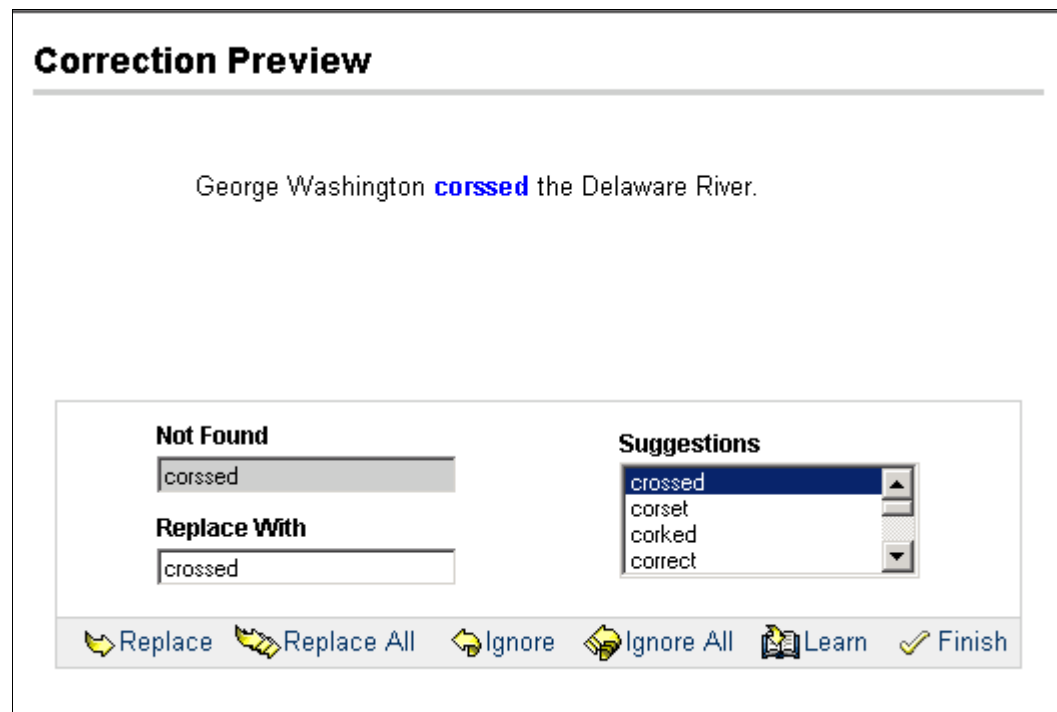 Correction Preview
George Washington corssed the Delaware River.
Not Found
corssed
Replace With
crossed
Suggestions
crossed
corset
corked
correct
Replace Replace All Ignore Ignore All Learn Finish